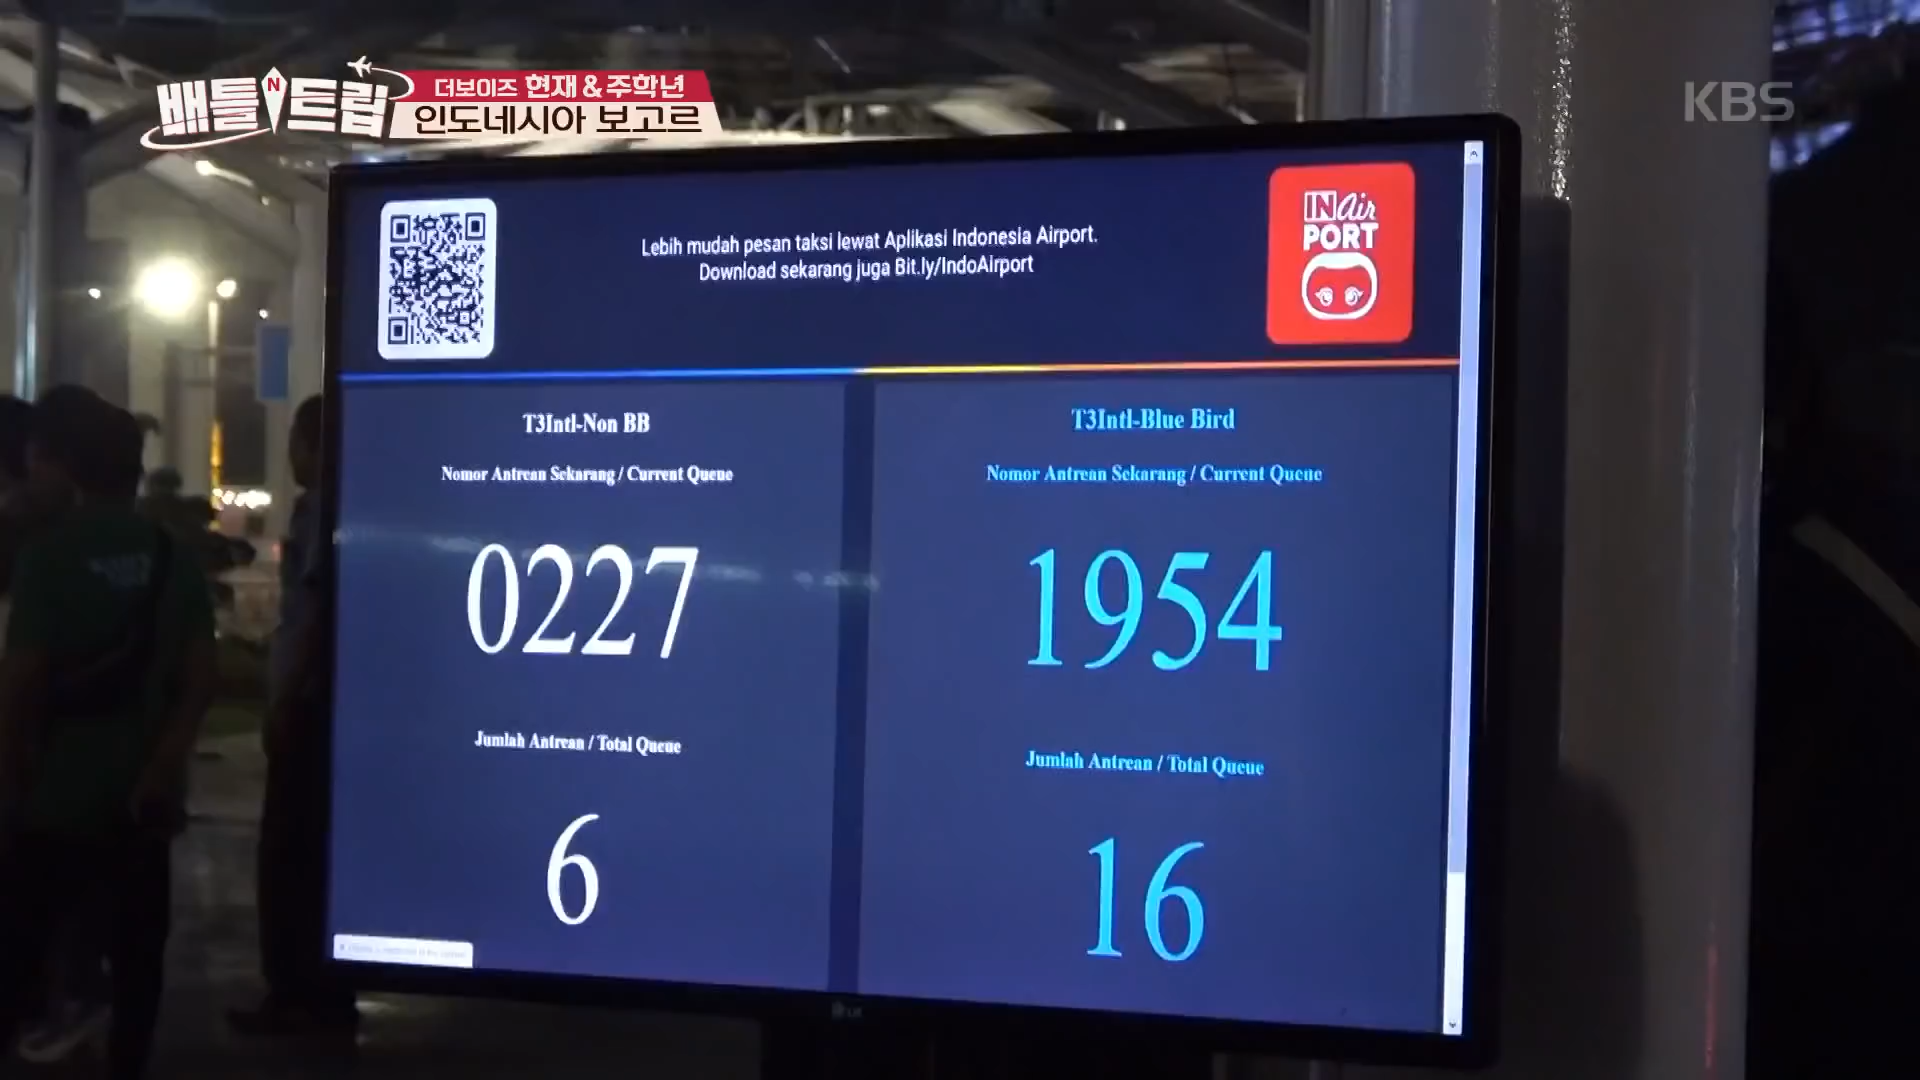 배틀N트립
더보이즈 현재&주학년
인도네시아 보고르
KBS
Lebih mudah pesan taksi lewat Aplikasi Indonesia Airport.
Download sekarang juga Bit.ly/IndoAirport
INAir
PORT
T3Intl-Non BB
Nomor Antrean Sekarang / Current Queue
0227
Jumlah Antrean / Total Queue
6
T3Intl-Blue Bird
Nomor Antrean Sekarang / Current Queue
1954
Jumlah Antrean / Total Queue
16
LG